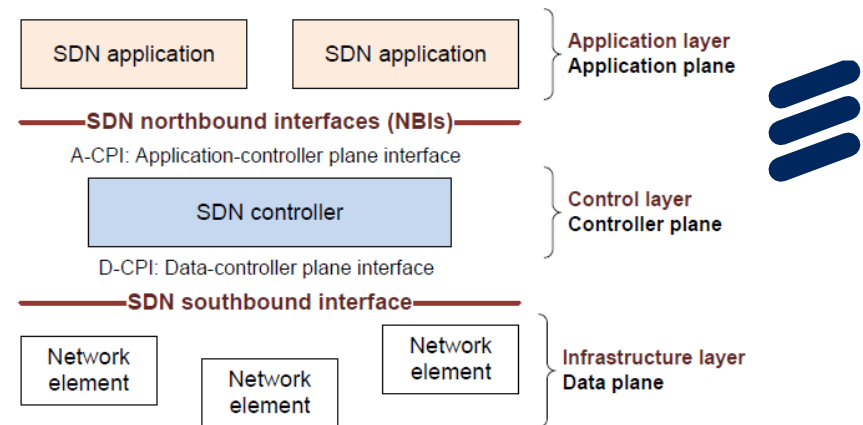 SDN application
SDN application
Application layer
Application plane
SDN northbound interfaces (NBIs)
A-CPI: Application-controller plane interface
SDN controller
Control layer
Controller plane
D-CPI: Data-controller plane interface
SDN southbound interface
Network
element
Network
element
Network
element
Infrastructure layer
Data plane